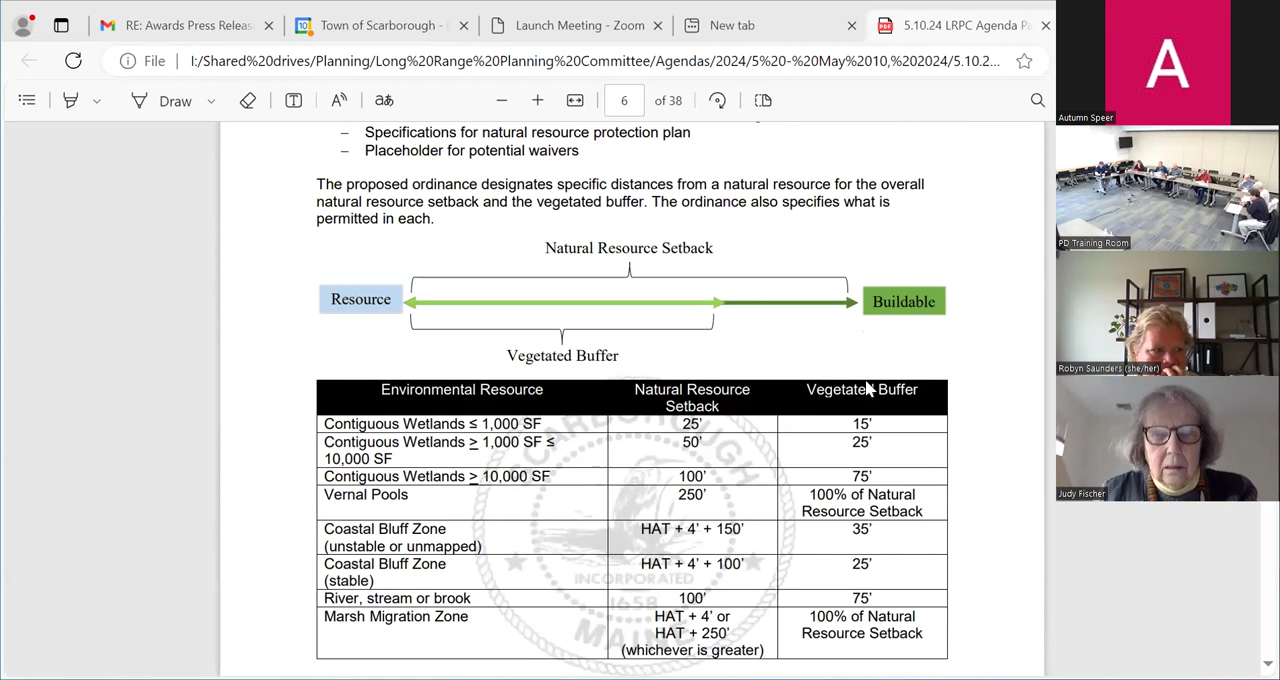 RE: Awards Press Releas
Town of Scarborough -
Launch Meeting - Zoom
New tab
5.10.24 LRPC Agenda Pa
File
I:/Shared%20drives/Planning/Long%20Range%20Planning%20Committee/Agendas/2024/5%20-%20May%2010,%202024/5.10.2...
Draw
aあ
6 of 38
– Specifications for natural resource protection plan
– Placeholder for potential waivers
The proposed ordinance designates specific distances from a natural resource for the overall
natural resource setback and the vegetated buffer. The ordinance also specifies what is
permitted in each.
Natural Resource Setback
Resource
Buildable
Vegetated Buffer
Environmental Resource Natural Resource Setback Vegetated Buffer
Contiguous Wetlands ≤ 1,000 SF 25' 15'
Contiguous Wetlands > 1,000 SF ≤ 10,000 SF 50' 25'
Contiguous Wetlands > 10,000 SF 100' 75'
Vernal Pools 250' 100% of Natural Resource Setback
Coastal Bluff Zone (unstable or unmapped) HAT + 4' + 150' 35'
Coastal Bluff Zone (stable) HAT + 4' + 100' 25'
River, stream or brook 100' 75'
Marsh Migration Zone HAT + 4' or HAT + 250' (whichever is greater) 100% of Natural Resource Setback
SCARBOROUGH
INCORPORATED
1658
MAINE
A
Autumn Speer
PD Training Room
Robyn Saunders (she/her)
Judy Fischer